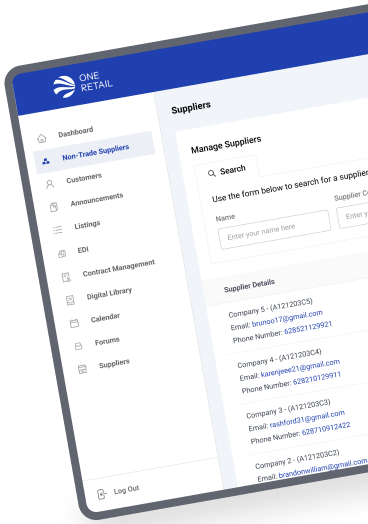 ONE
RETAIL
Dashboard
Non-Trade Suppliers
Customers
Announcements
Listings
EDI
Contract Management
Digital Library
Calendar
Forums
Suppliers
Log Out
Suppliers
Manage Suppliers
Search
Use the form below to search for a supplier
Name
Supplier Co
Enter your name here
Enter y
Supplier Details
Company 5 - (A121203C5)
Email: brunoo17@gmail.com
Phone Number: 628521129921
Company 4 - (A121203C4)
Email: karenjeee21@gmail.com
Phone Number: 628210129911
Company 3 - (A121203C3)
Email: rashford31@gmail.com
Phone Number: 628710912422
Company 2 - (A121203C2)
Email: brandonwilliam@gmail.com